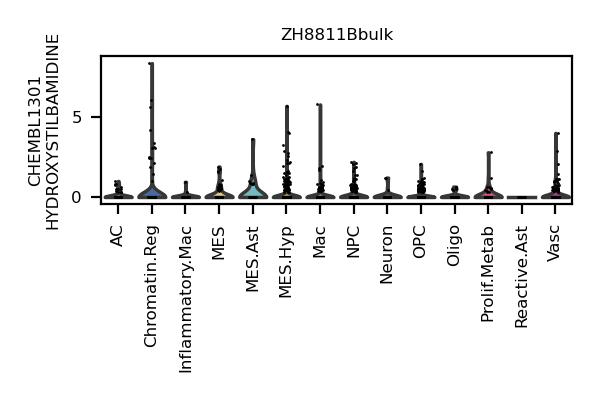 ZH8811Bbulk
CHEMBL1301
HYDROXYSTILBAMIDINE
5
0
AC
Chromatin.Reg
Inflammatory.Mac
MES
MES.Ast
MES.Hyp
Mac
NPC
Neuron
OPC
Oligo
Prolif.Metab
Reactive.Ast
Vasc